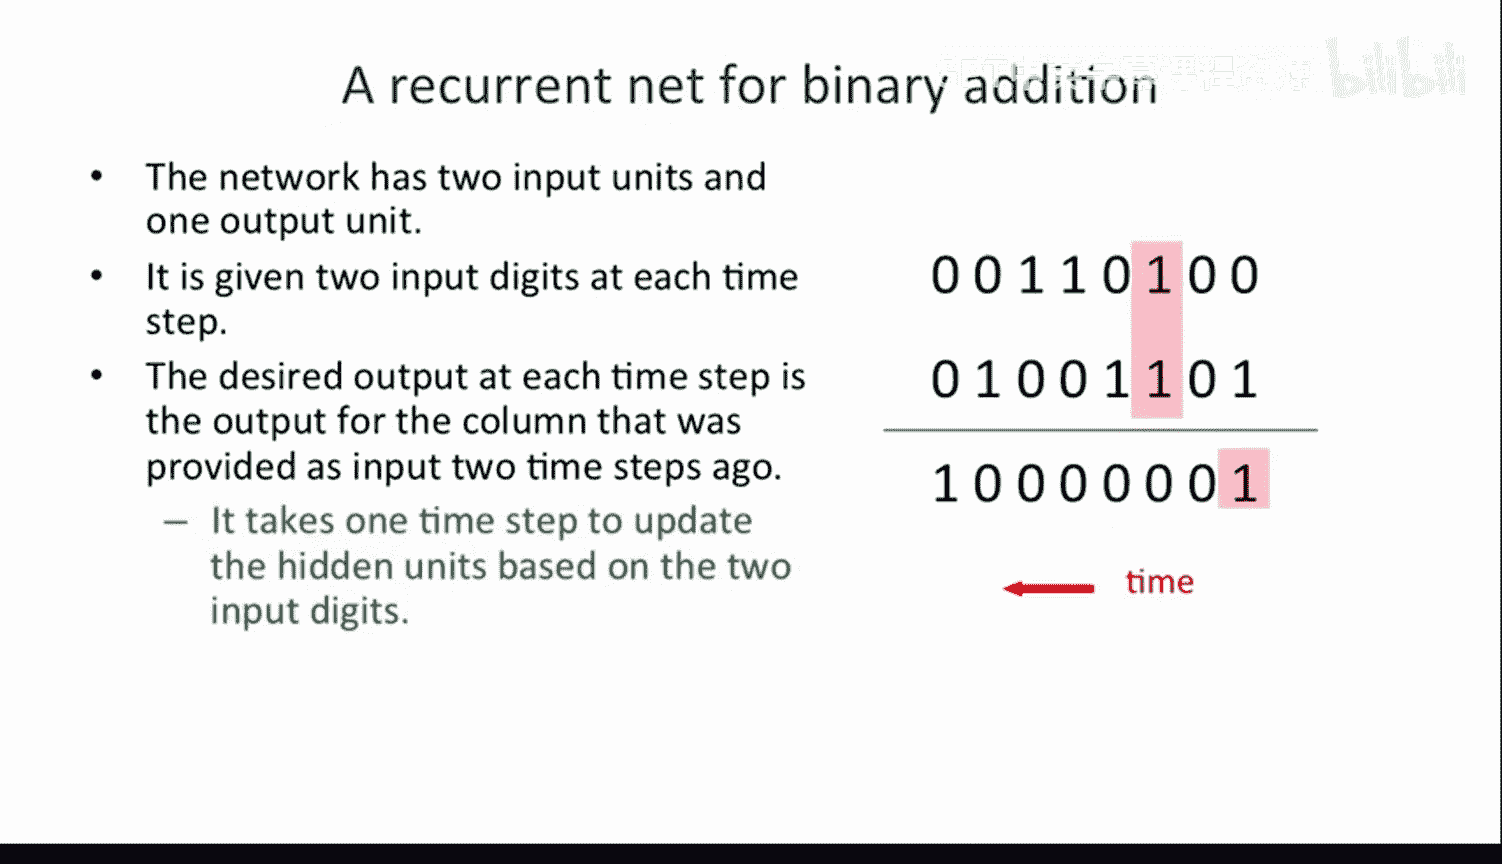 A recurrent net for binary addition
• The network has two input units and
one output unit.
• It is given two input digits at each time
step.
• The desired output at each time step is
the output for the column that was
provided as input two time steps ago.
– It takes one time step to update
the hidden units based on the two
input digits.
0 0 1 1 0 1 0 0
0 1 0 0 1 1 0 1
1 0 0 0 0 0 0 1
time
bilibili